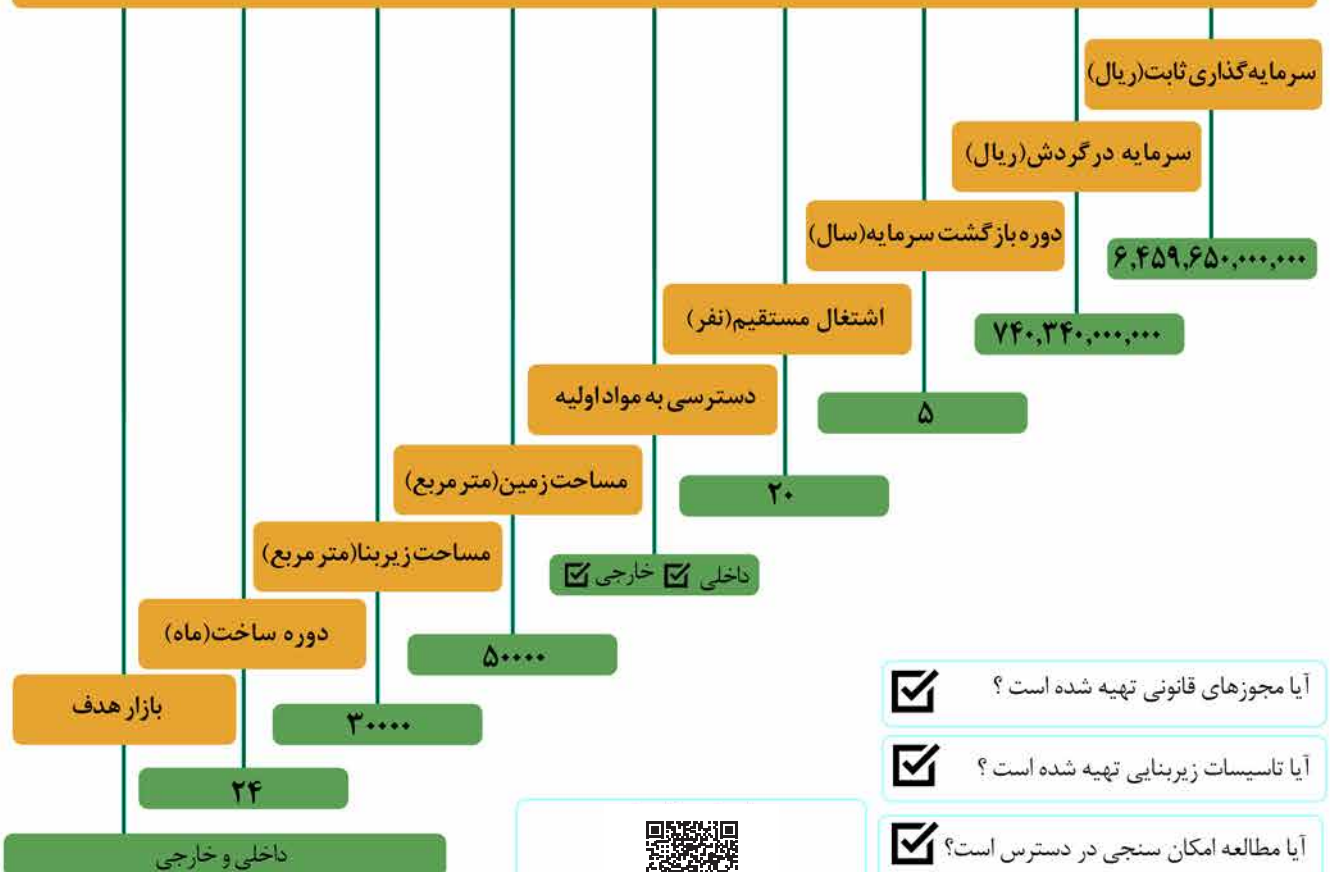 سرمایه‌گذاری ثابت(ریال)
۶,۴۵۹,۶۵۰,۰۰۰,۰۰۰
سرمایه در گردش(ریال)
۷۴۰,۳۴۰,۰۰۰,۰۰۰
دوره بازگشت سرمایه(سال)
۵
اشتغال مستقیم(نفر)
۲۰
دسترسی به مواد اولیه
داخلی ☑ خارجی ☑
مساحت زمین(متر مربع)
۵۰۰۰۰
مساحت زیربنا(متر مربع)
۳۰۰۰۰
دوره ساخت(ماه)
۲۴
بازار هدف
داخلی و خارجی
آیا مجوزهای قانونی تهیه شده است ؟ ☑
آیا تاسیسات زیربنایی تهیه شده است ؟ ☑
آیا مطالعه امکان سنجی در دسترس است؟ ☑